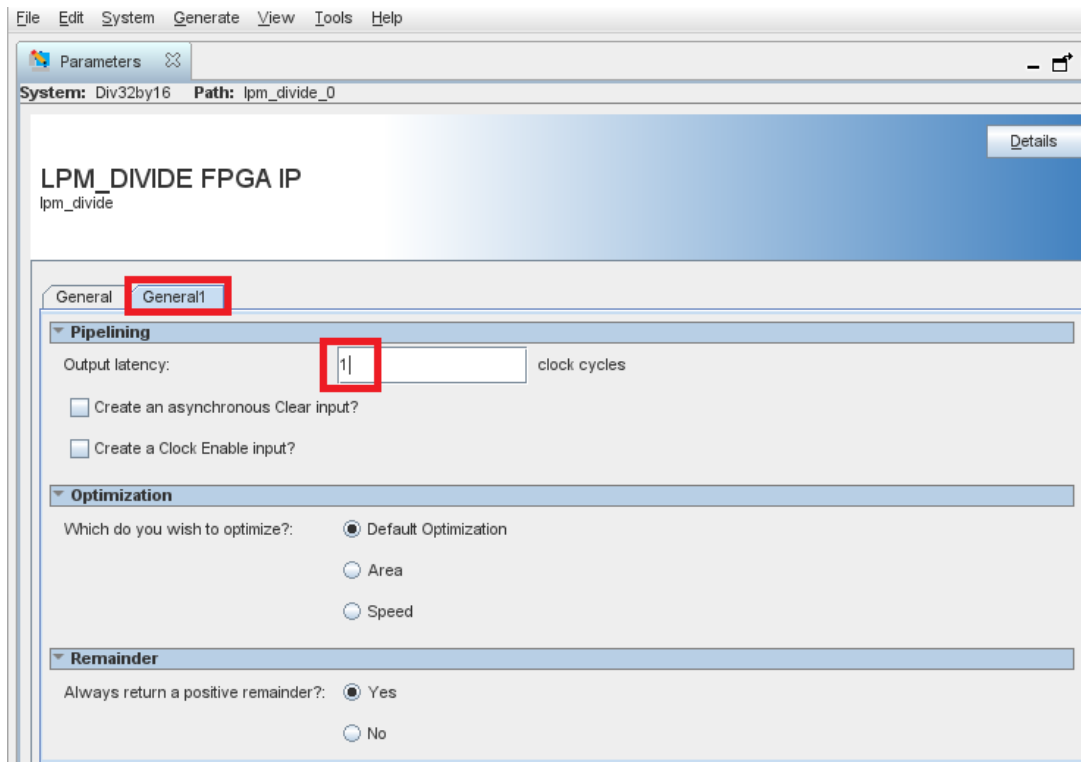 File Edit System Generate View Tools Help
Parameters
System: Div32by16 Path: lpm_divide_0
Details
LPM_DIVIDE FPGA IP
lpm_divide
General General1
Pipelining
Output latency: 1 clock cycles
Create an asynchronous Clear input?
Create a Clock Enable input?
Optimization
Which do you wish to optimize?: Default Optimization
Area
Speed
Remainder
Always return a positive remainder?: Yes
No